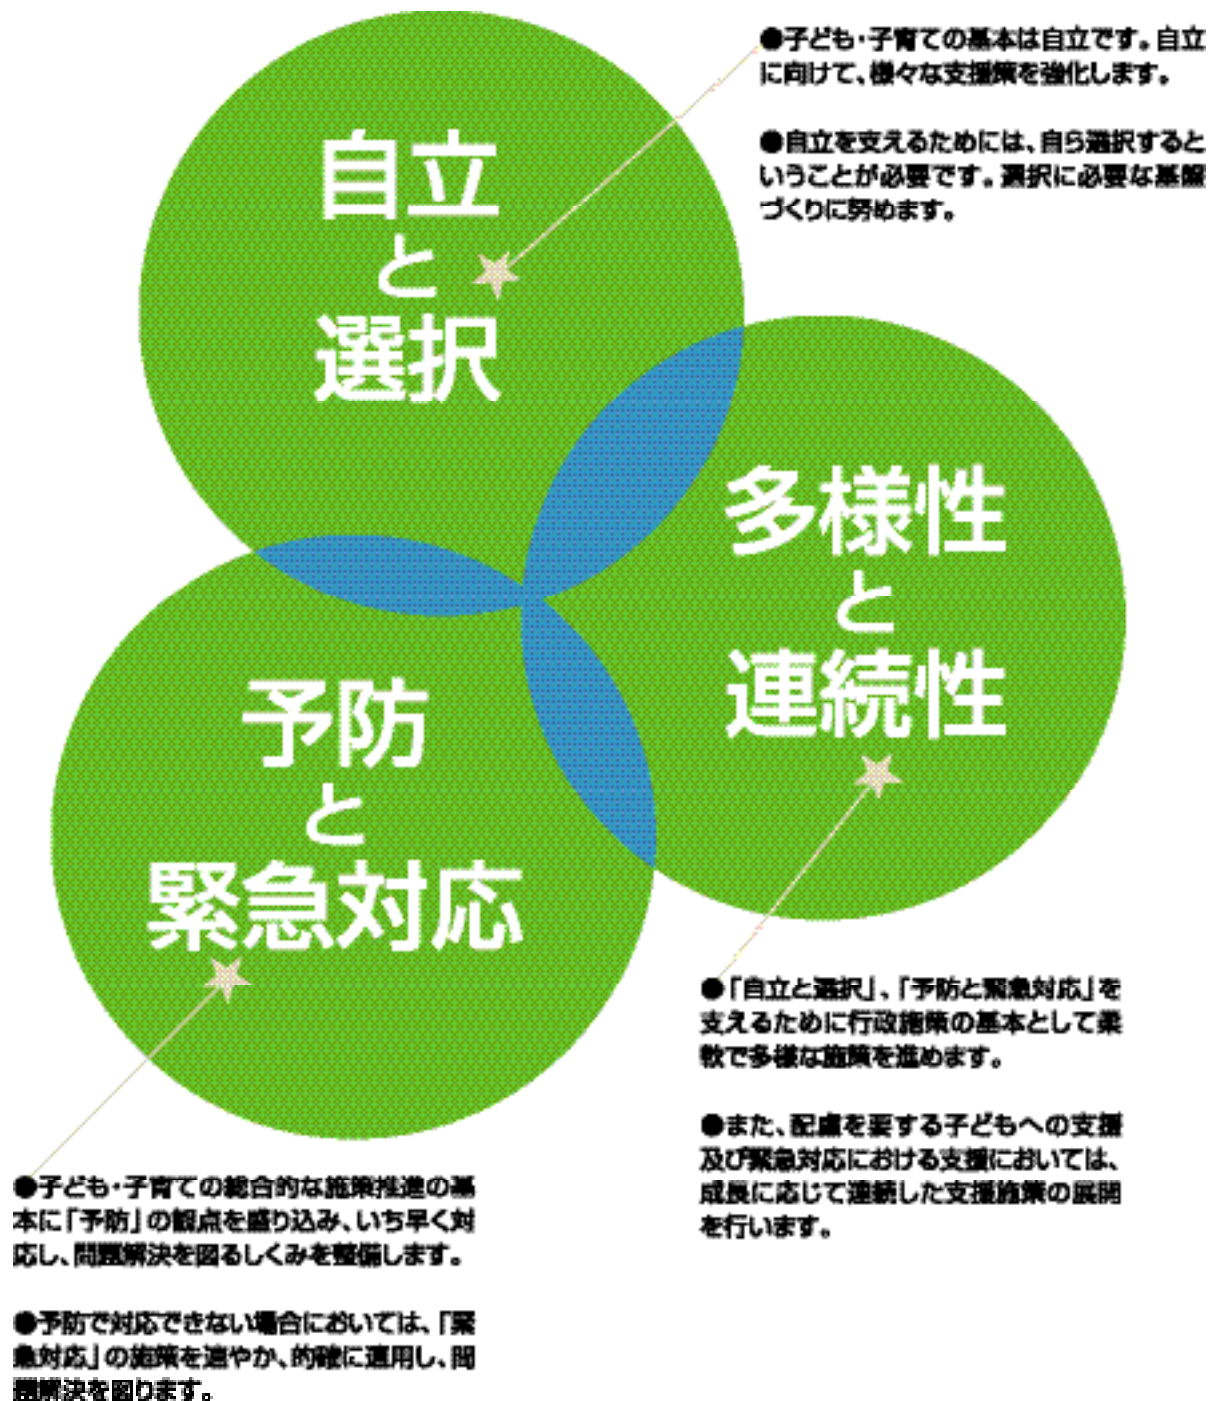 ●子ども・子育ての基本は自立です。自立
に向けて、様々な支援策を強化します。
●自立を支えるためには、自ら選択すると
いうことが必要です。選択に必要な基盤
づくりに努めます。
自立
と
選択
多様性
と
連続性
予防
と
緊急対応
●「自立と選択」、「予防と緊急対応」を
支えるために行政施策の基本として柔
軟で多様な施策を進めます。
●また、配慮を要する子どもへの支援
及び緊急対応における支援においては、
成長に応じて連続した支援施策の展開
を行います。
●子ども・子育ての総合的な施策推進の基
本に「予防」の観点を盛り込み、いち早く対
応し、問題解決を図るしくみを整備します。
●予防で対応できない場合においては、「緊
急対応」の施策を速やか、的確に適用し、問
題解決を図ります。